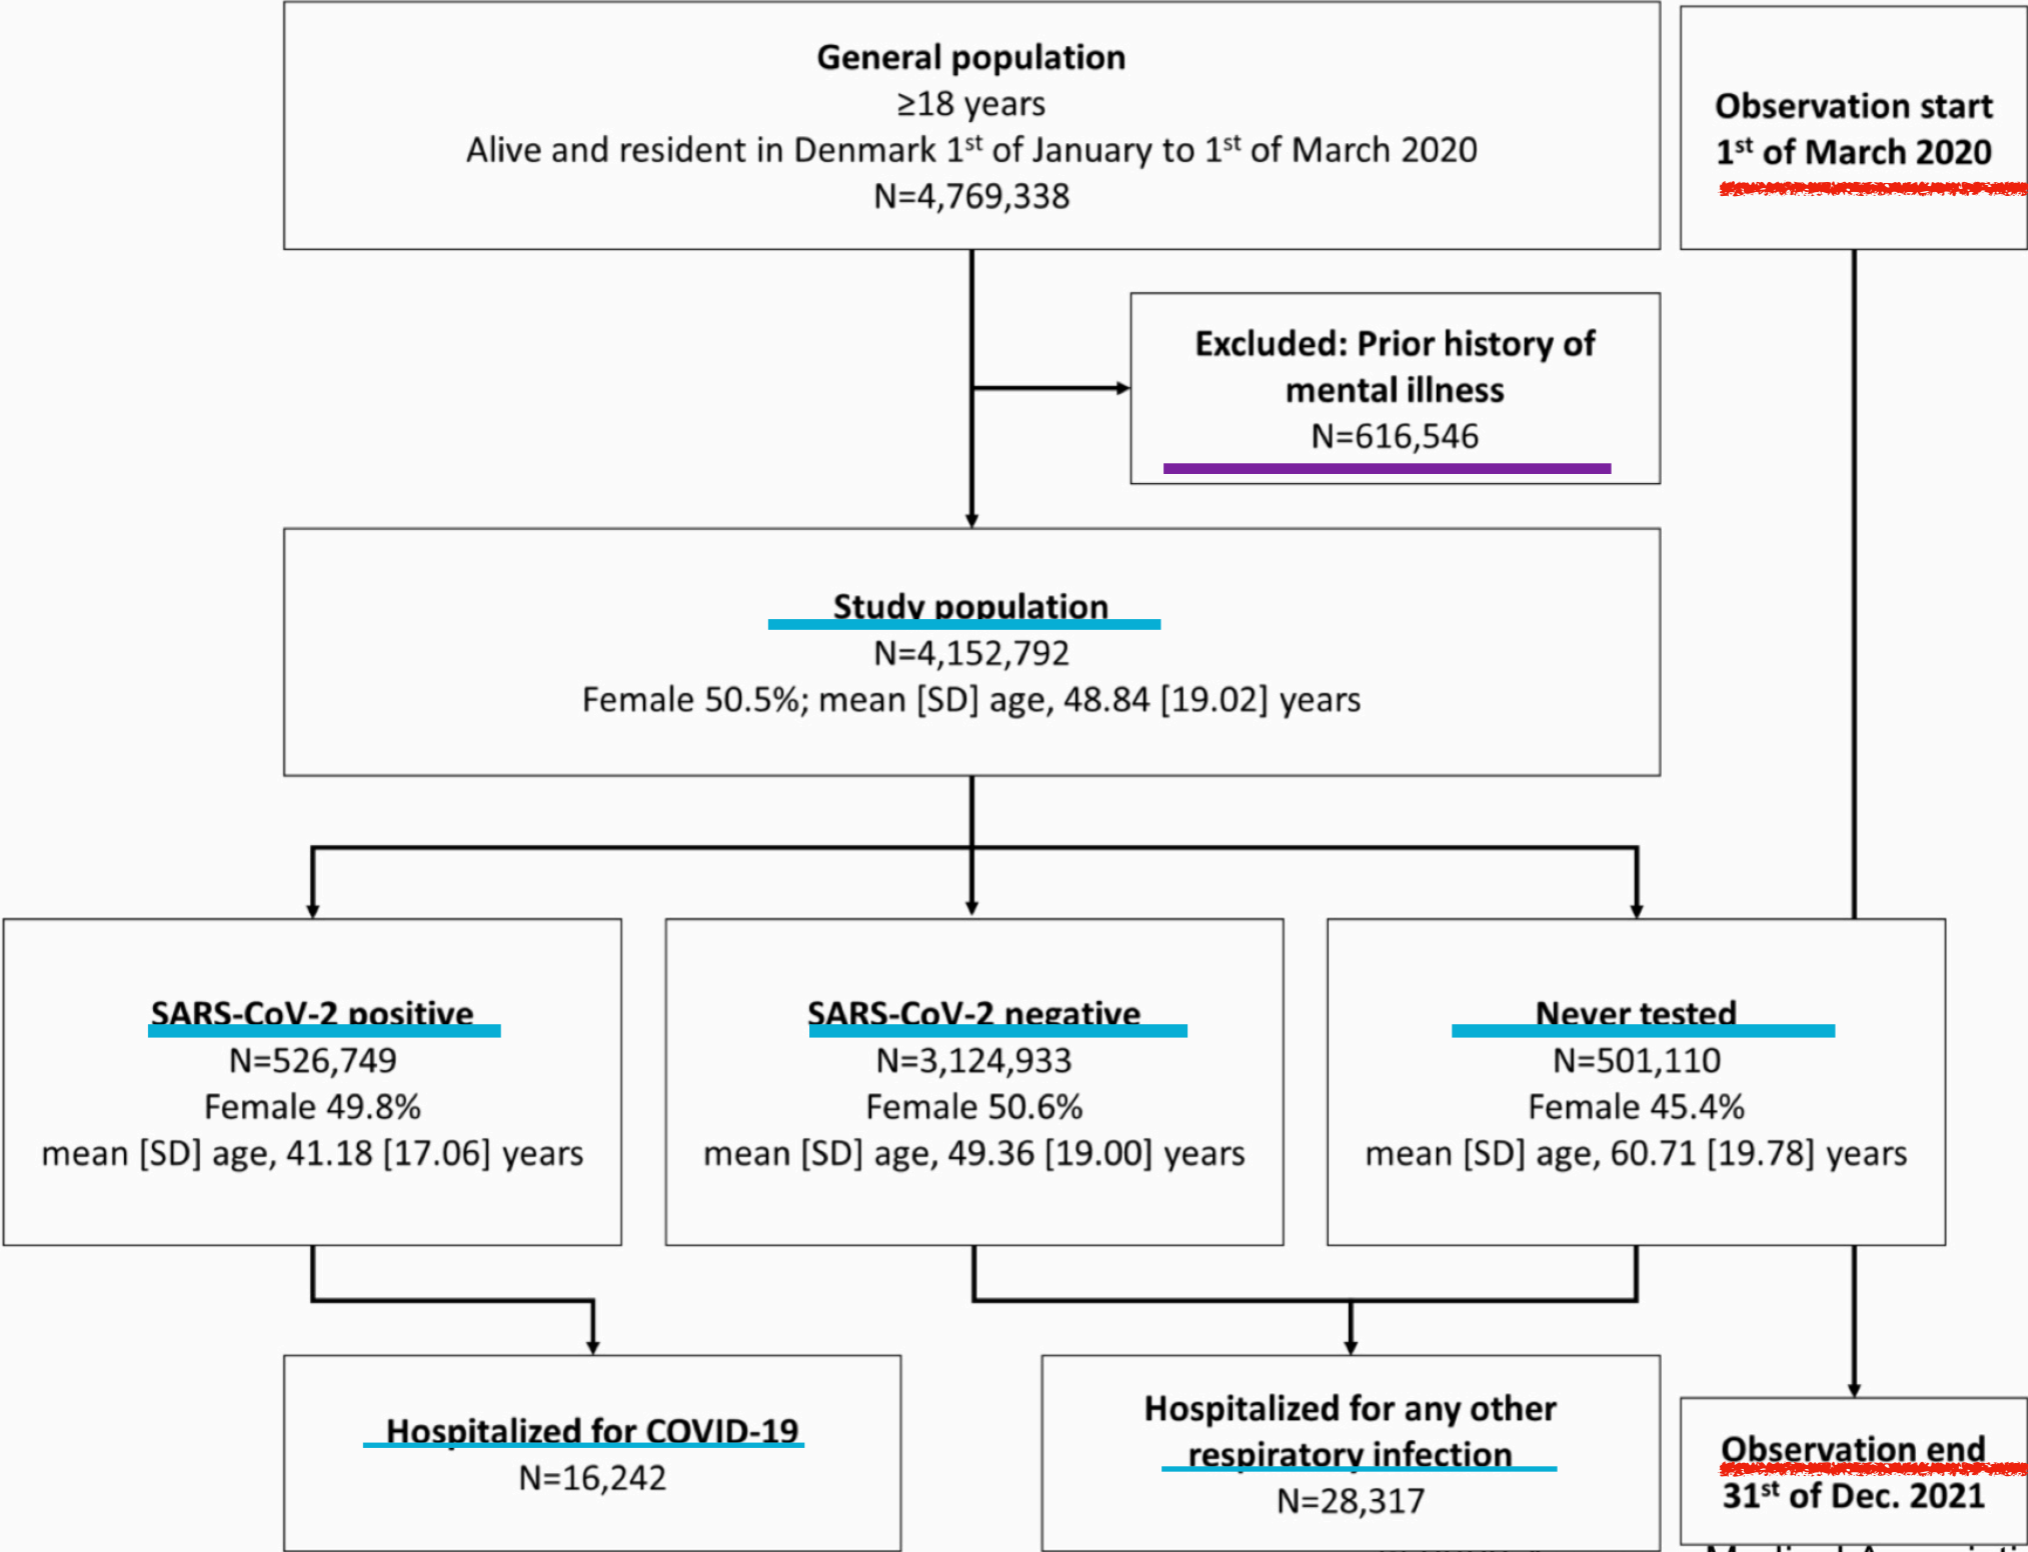 General population
≥18 years
Alive and resident in Denmark 1st of January to 1st of March 2020
N=4,769,338
Observation start
1st of March 2020
Excluded: Prior history of
mental illness
N=616,546
Study population
N=4,152,792
Female 50.5%; mean [SD] age, 48.84 [19.02] years
SARS-CoV-2 positive
N=526,749
Female 49.8%
mean [SD] age, 41.18 [17.06] years
SARS-CoV-2 negative
N=3,124,933
Female 50.6%
mean [SD] age, 49.36 [19.00] years
Never tested
N=501,110
Female 45.4%
mean [SD] age, 60.71 [19.78] years
Hospitalized for COVID-19
N=16,242
Hospitalized for any other
respiratory infection
N=28,317
Observation end
31st of Dec. 2021